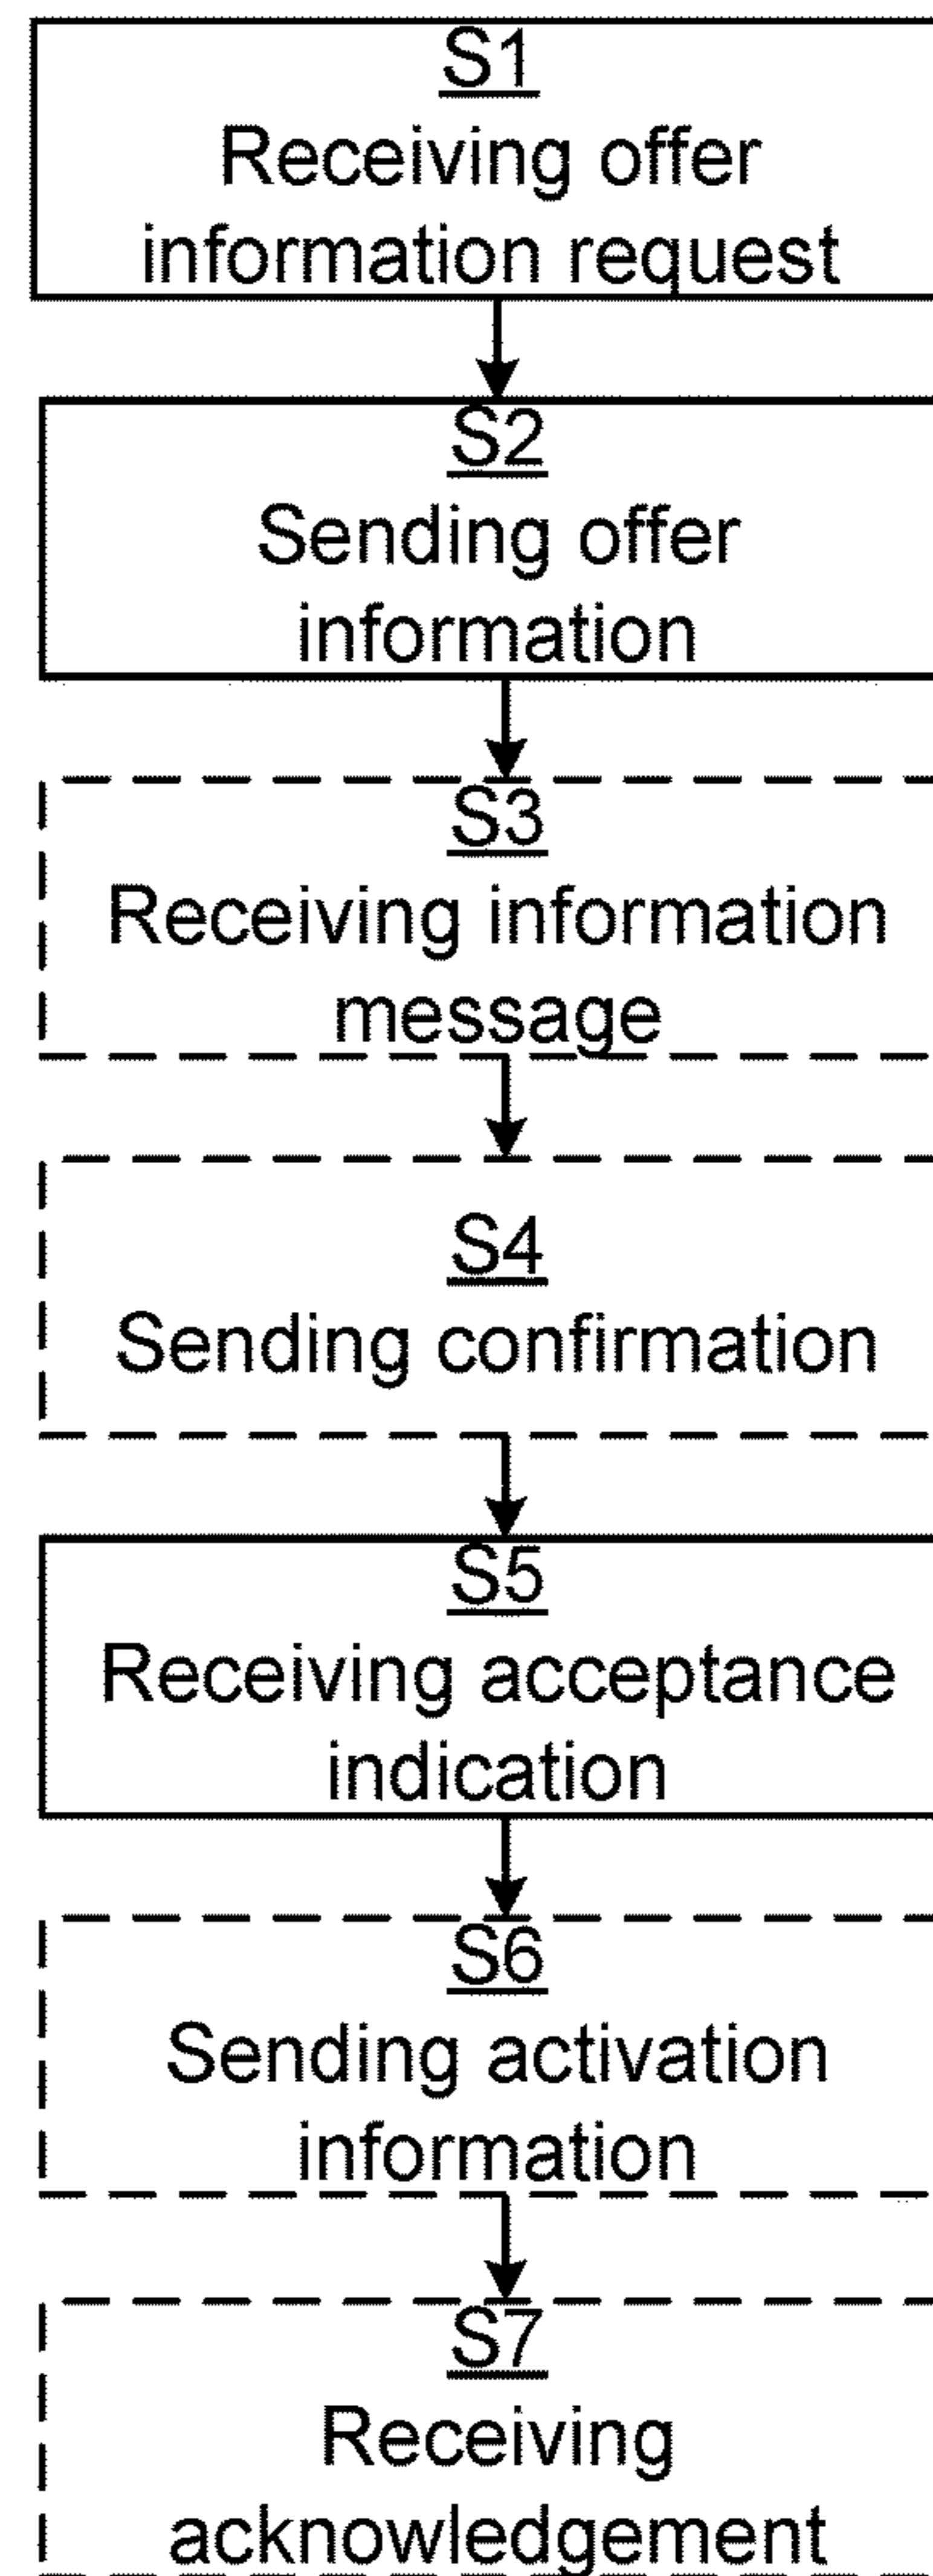 S1
Receiving offer
information request
S2
Sending offer
information
S3
Receiving information
message
S4
Sending confirmation
S5
Receiving acceptance
indication
S6
Sending activation
information
S7
Receiving
acknowledgement